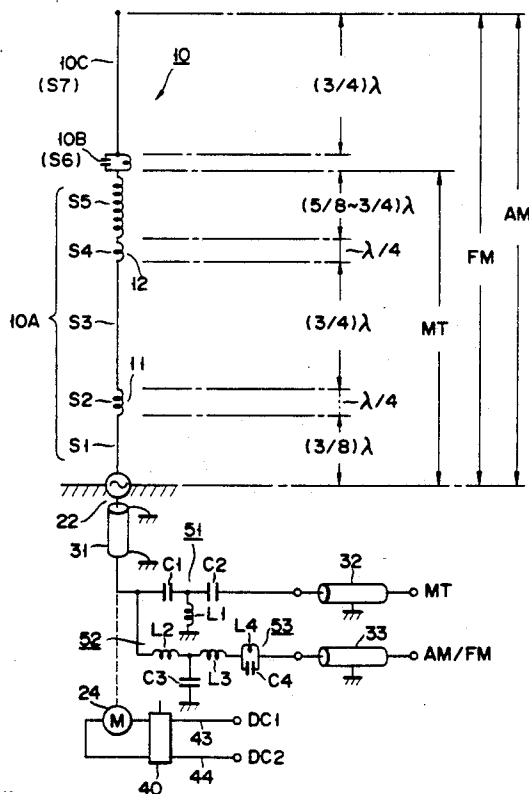 10C
(S7)
10
(3/4)λ
10B
(S6)
AM
FM
S5
(5/8~3/4)λ
S4
12
λ/4
10A
S3
(3/4)λ
MT
11
S2
λ/4
S1
(3/8)λ
22
31
51
C1
C2
32
MT
L1
52
L2
L4
53
33
AM/FM
C3
L3
C4
24
M
43
DC1
44
DC2
40